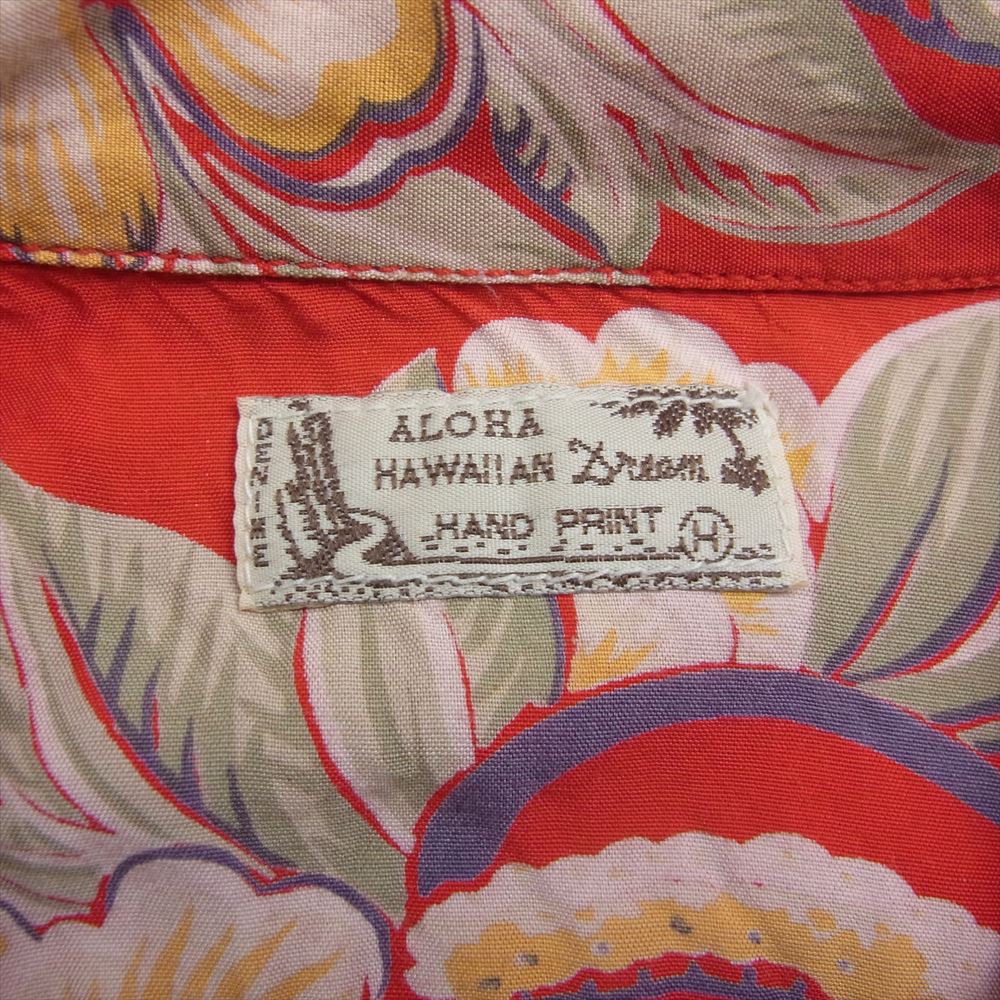 DENIME
ALOHA
HAWAIIAN Dream
HAND PRINT H